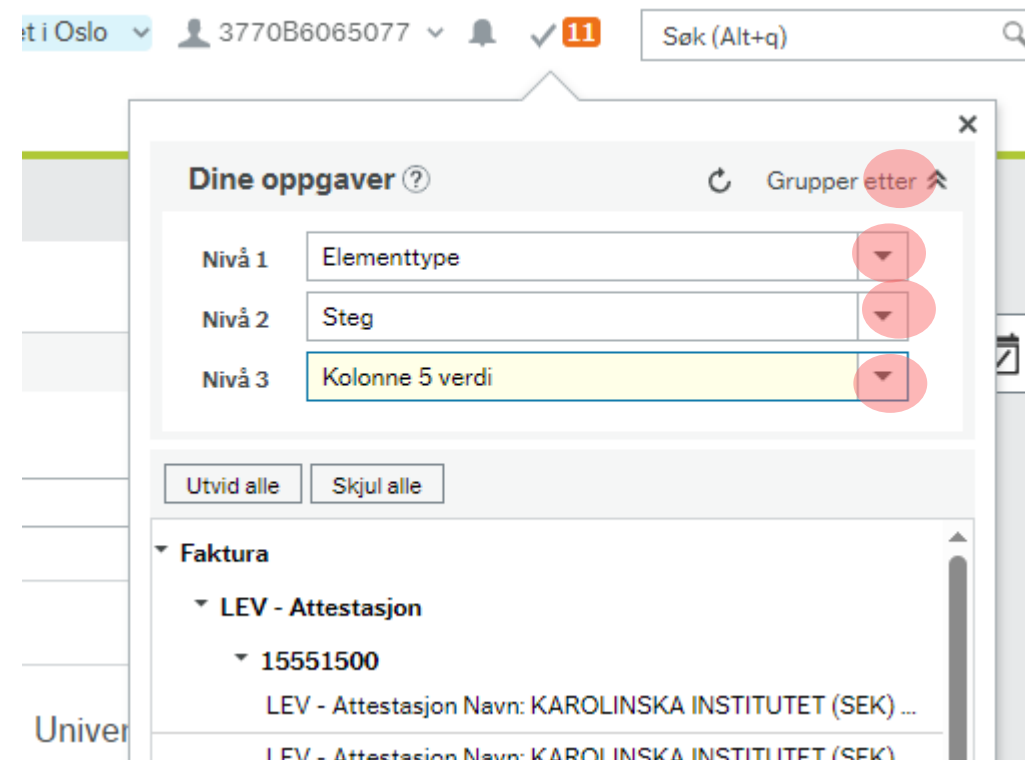 et i Oslo 3770B6065077 11 Søk (Alt+q)
Dine oppgaver ? Grupper etter
Nivå 1 Elementtype
Nivå 2 Steg
Nivå 3 Kolonne 5 verdi
Utvid alle Skjul alle
Faktura
LEV - Attestasjon
15551500
LEV - Attestasjon Navn: KAROLINSKA INSTITUTET (SEK) ...
Univer
LEV - Attestasjon Navn: KAROLINSKA INSTITUTET (SEK)